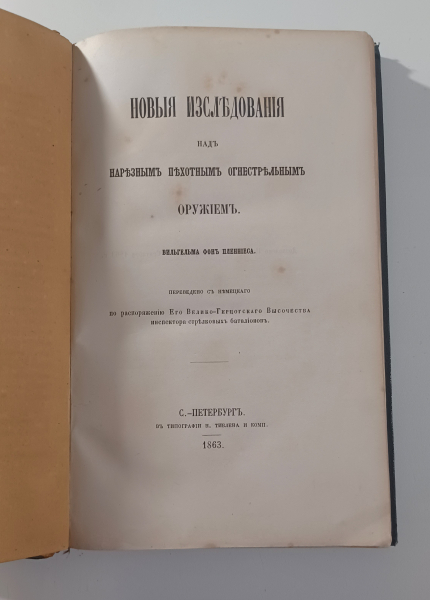 НОВЫЯ ИЗСЛѢДОВАНІЯ
НАДЪ
НАРѢЗНЫМЪ ПѢХОТНЫМЪ ОГНЕСТРѢЛЬНЫМЪ
ОРУЖІЕМЪ.
ВИЛЬГЕЛЬМА ФОНЪ ПЛЕННІЕСА.
ПЕРЕВЕДЕНО СЪ НѢМЕЦКАГО
по распоряженію Его Велико-Герцогскаго Высочества
инспектора стрѣлковыхъ баталіоновъ.
С.-ПЕТЕРБУРГЪ.
ВЪ ТИПОГРАФІИ Н. ТИБЛЕНА И КОМП.
1863.